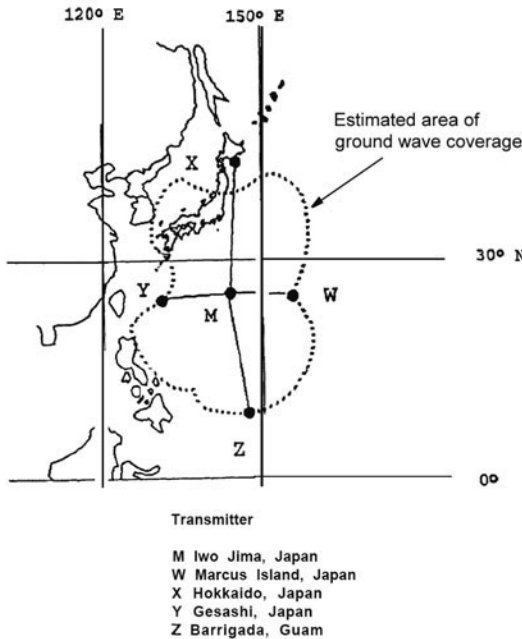 120° E 150° E
Estimated area of
ground wave coverage
X
30° N
Y
W
M
Z
0°
Transmitter
M Iwo Jima, Japan
W Marcus Island, Japan
X Hokkaido, Japan
Y Gesashi, Japan
Z Barrigada, Guam